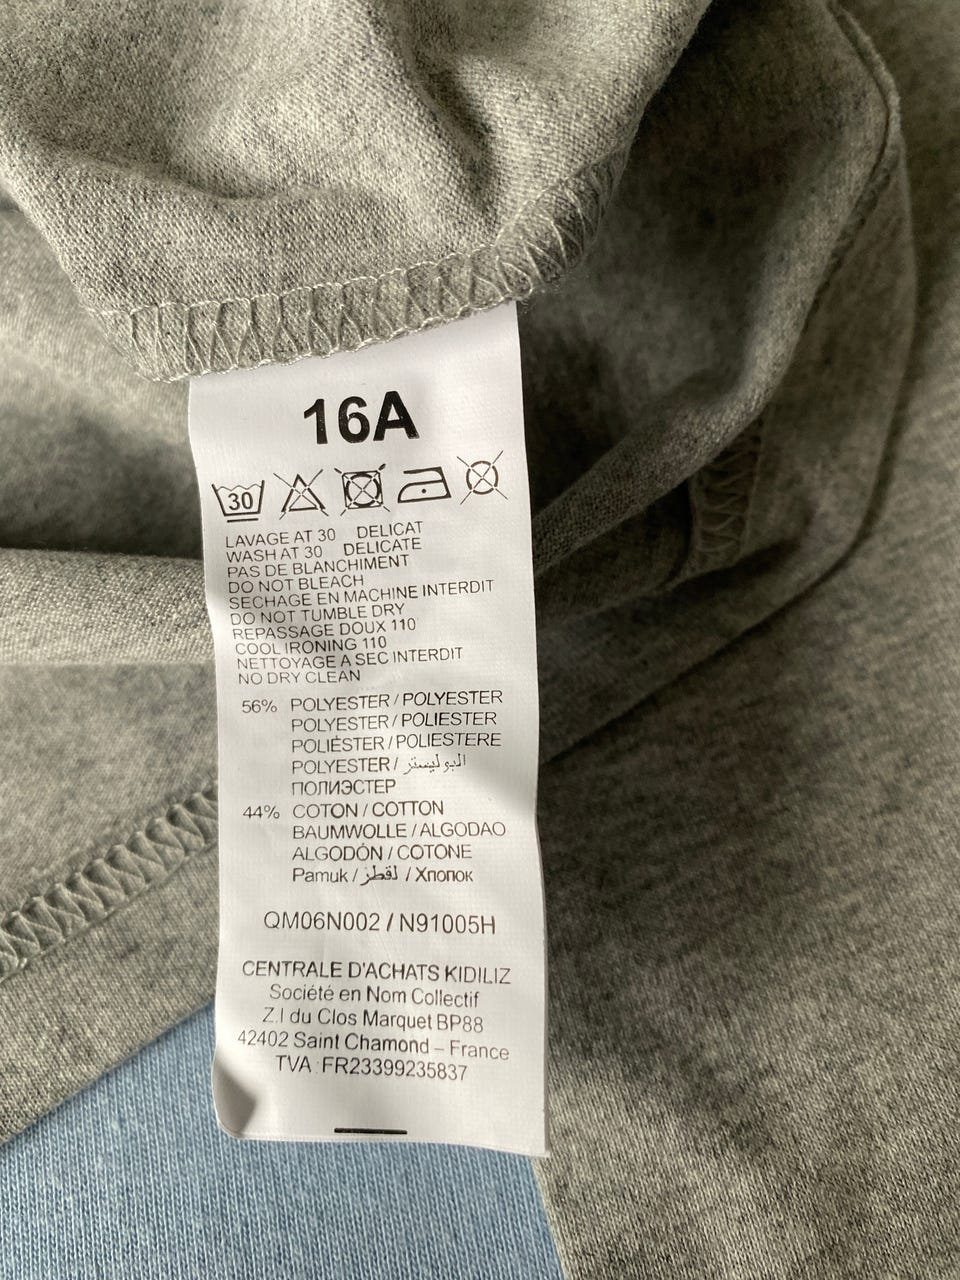 16A
30
LAVAGE AT 30 DELICAT
WASH AT 30 DELICATE
PAS DE BLANCHIMENT
DO NOT BLEACH
SECHAGE EN MACHINE INTERDIT
DO NOT TUMBLE DRY
REPASSAGE DOUX 110
COOL IRONING 110
NETTOYAGE A SEC INTERDIT
NO DRY CLEAN
56% POLYESTER / POLYESTER
POLYESTER / POLIESTER
POLIÉSTER / POLIESTERE
POLYESTER / البوليستر
ПОЛИЭСТЕР
44% COTON / COTTON
BAUMWOLLE / ALGODAO
ALGODÓN / COTONE
Pamuk / لقطز / Хлопок
QM06N002 / N91005H
CENTRALE D'ACHATS KIDILIZ
Société en Nom Collectif
Z.I du Clos Marquet BP88
42402 Saint Chamond – France
TVA : FR23399235837